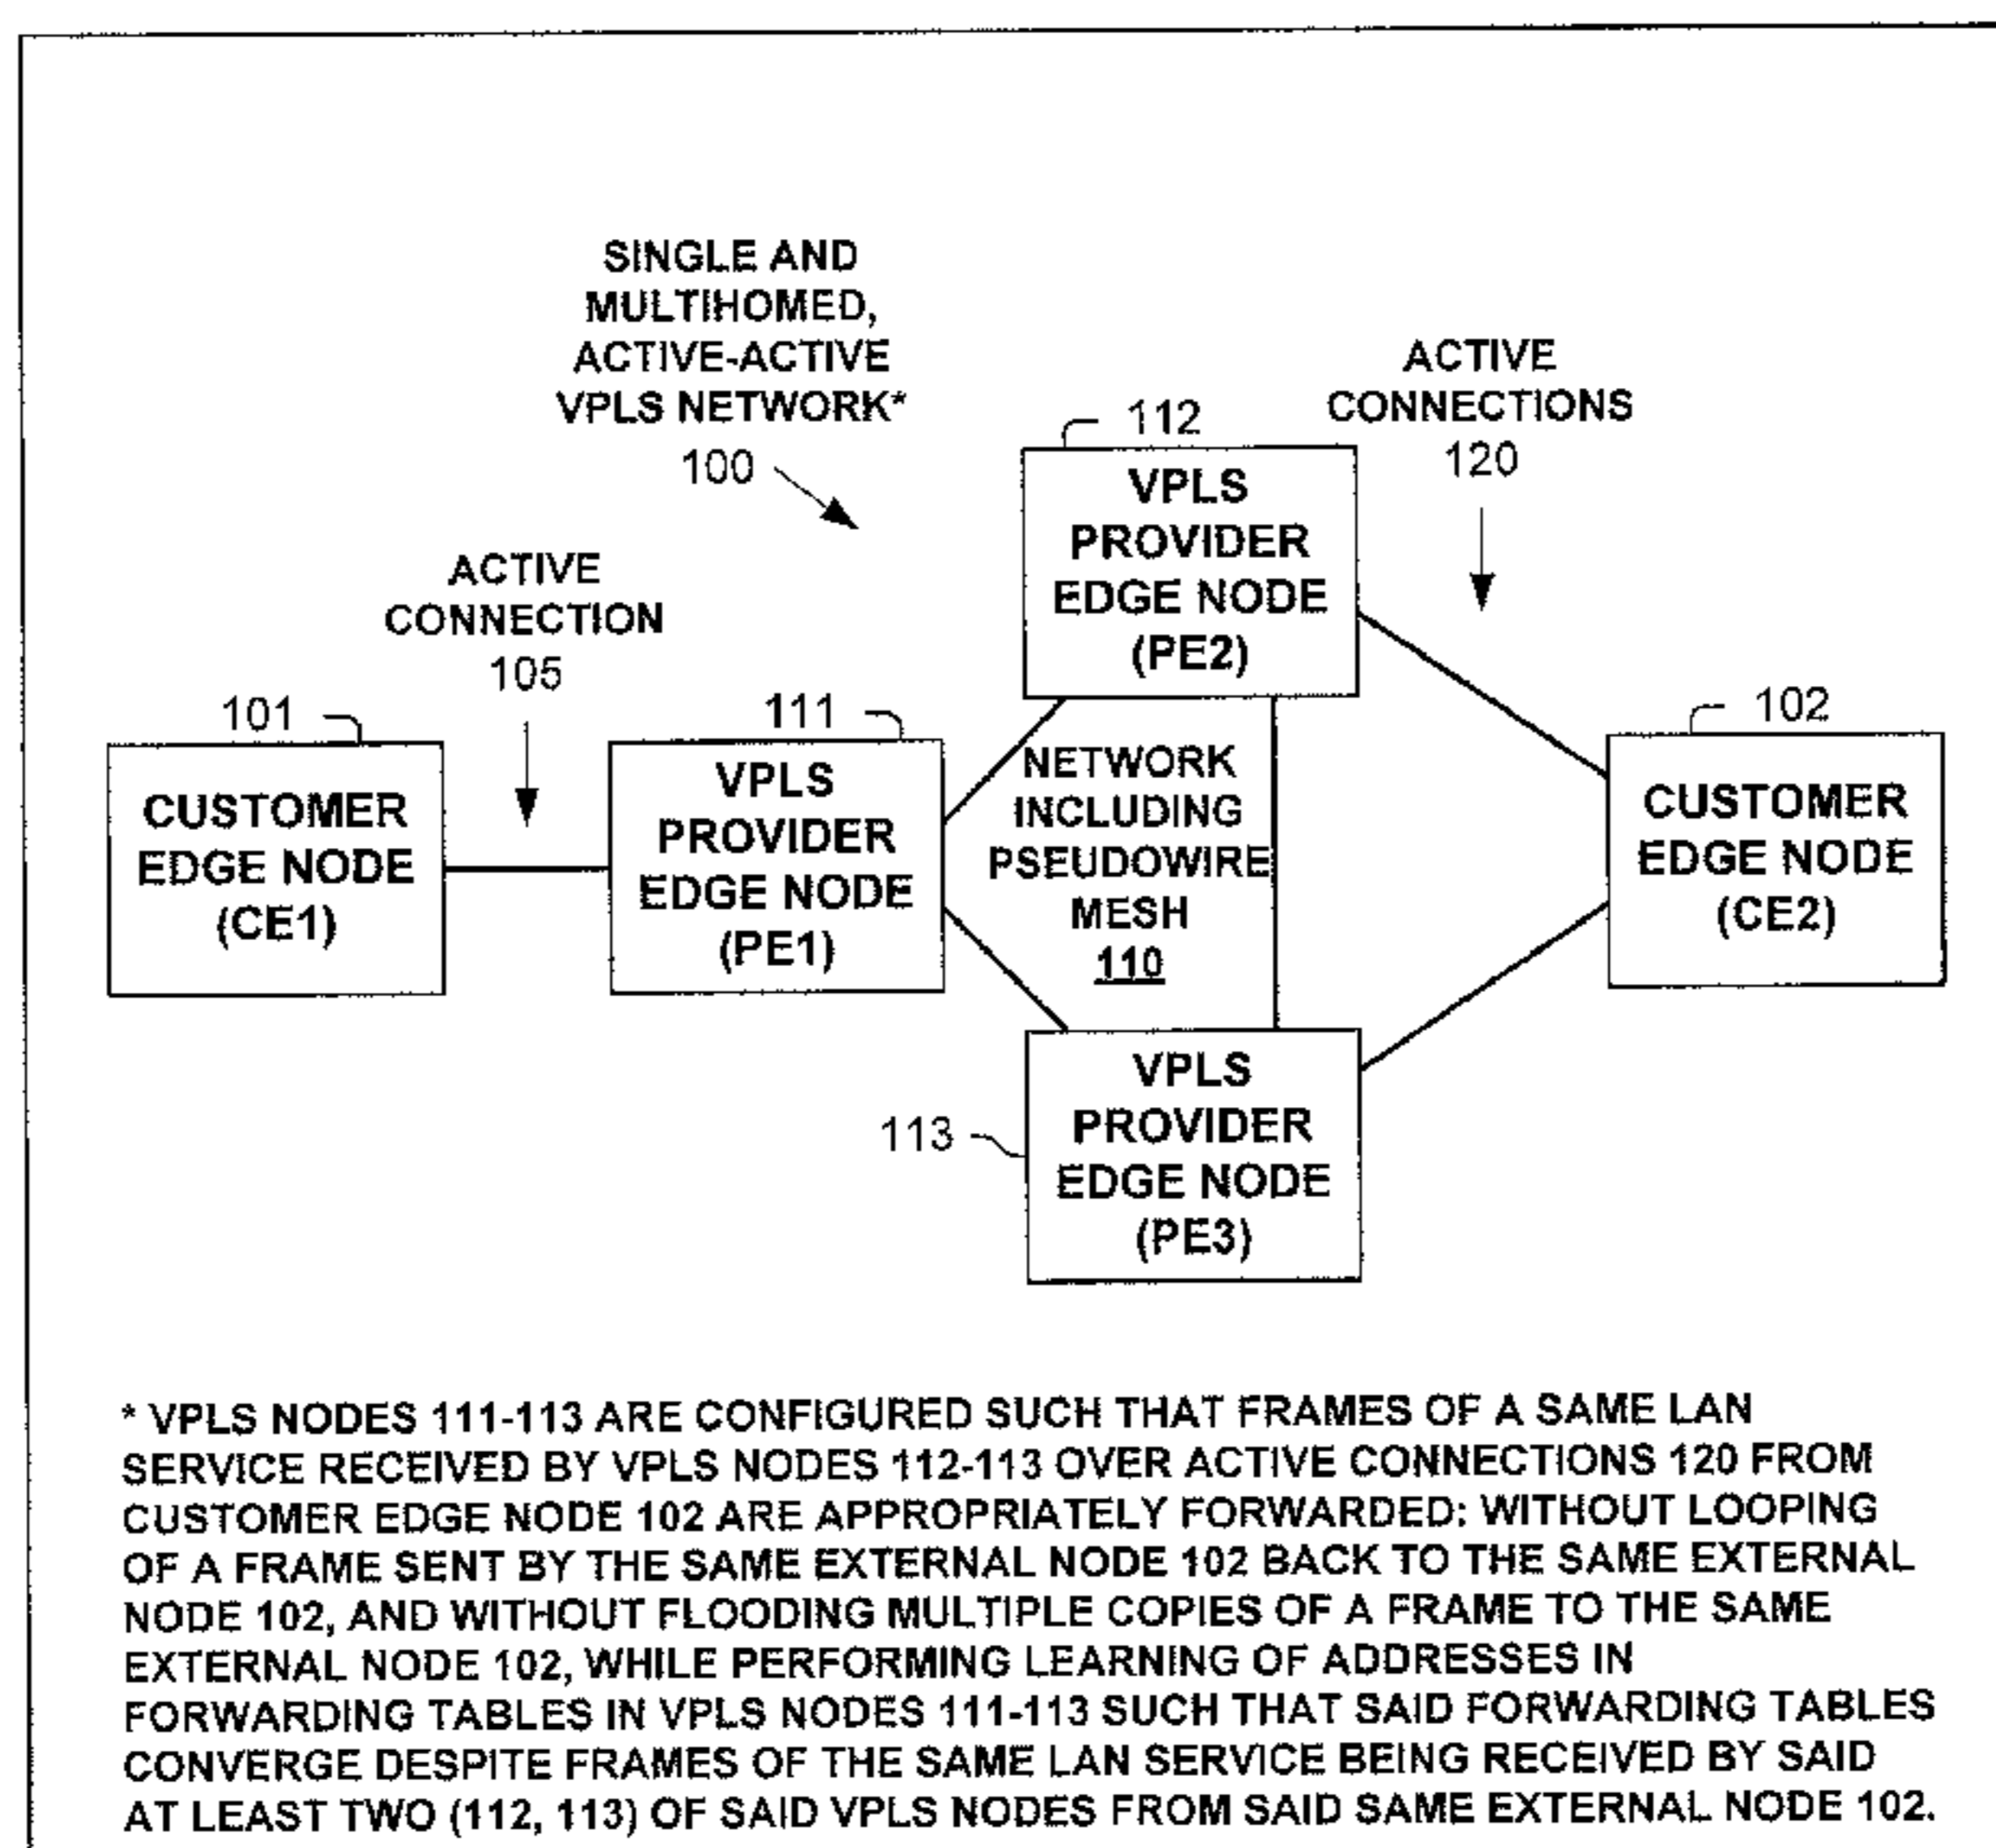 SINGLE AND
MULTIHOMED,
ACTIVE-ACTIVE
VPLS NETWORK*
100
ACTIVE
CONNECTIONS
120
ACTIVE
CONNECTION
105
101
CUSTOMER
EDGE NODE
(CE1)
111
VPLS
PROVIDER
EDGE NODE
(PE1)
112
VPLS
PROVIDER
EDGE NODE
(PE2)
NETWORK
INCLUDING
PSEUDOWIRE
MESH
110
102
CUSTOMER
EDGE NODE
(CE2)
113
VPLS
PROVIDER
EDGE NODE
(PE3)
* VPLS NODES 111-113 ARE CONFIGURED SUCH THAT FRAMES OF A SAME LAN
SERVICE RECEIVED BY VPLS NODES 112-113 OVER ACTIVE CONNECTIONS 120 FROM
CUSTOMER EDGE NODE 102 ARE APPROPRIATELY FORWARDED: WITHOUT LOOPING
OF A FRAME SENT BY THE SAME EXTERNAL NODE 102 BACK TO THE SAME EXTERNAL
NODE 102, AND WITHOUT FLOODING MULTIPLE COPIES OF A FRAME TO THE SAME
EXTERNAL NODE 102, WHILE PERFORMING LEARNING OF ADDRESSES IN
FORWARDING TABLES IN VPLS NODES 111-113 SUCH THAT SAID FORWARDING TABLES
CONVERGE DESPITE FRAMES OF THE SAME LAN SERVICE BEING RECEIVED BY SAID
AT LEAST TWO (112, 113) OF SAID VPLS NODES FROM SAID SAME EXTERNAL NODE 102.